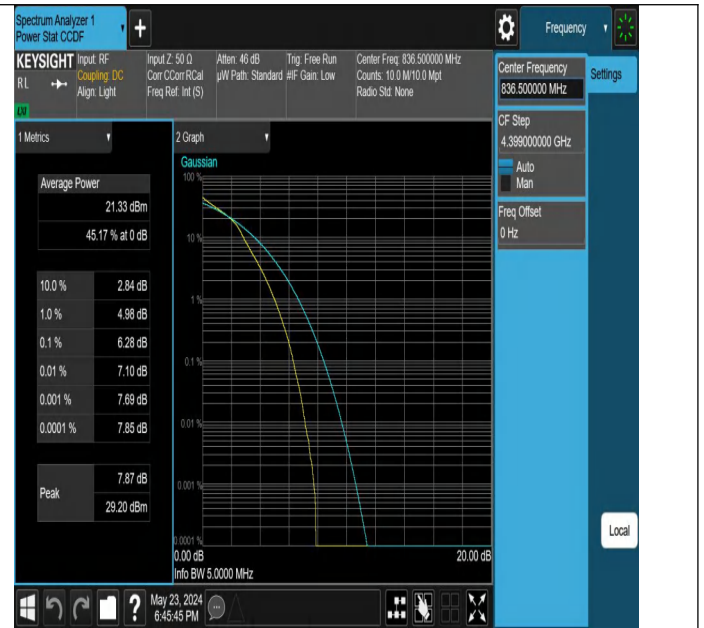 Spectrum Analyzer 1
Power Stat CCDF
+
Frequency
KEYSIGHT
RL
Input: RF
Coupling: DC
Align: Light
Input Z: 50 Ω
Corr CCorr RCal
Freq Ref: Int (S)
Atten: 46 dB
µW Path: Standard
Trig: Free Run
#IF Gain: Low
Center Freq: 836.500000 MHz
Counts: 10.0 M/10.0 Mpt
Radio Std: None
LXI
Center Frequency
836.500000 MHz
Settings
CF Step
4.399000000 GHz
Auto
Man
Freq Offset
0 Hz
Local
1 Metrics
Average Power
21.33 dBm
45.17 % at 0 dB
10.0 % 2.84 dB
1.0 % 4.98 dB
0.1 % 6.28 dB
0.01 % 7.10 dB
0.001 % 7.69 dB
0.0001 % 7.85 dB
Peak
7.87 dB
29.20 dBm
2 Graph
Gaussian
100 %
10 %
1 %
0.1 %
0.01 %
0.001 %
0.0001 %
0.00 dB 20.00 dB
Info BW 5.0000 MHz
?
May 23, 2024
6:45:45 PM